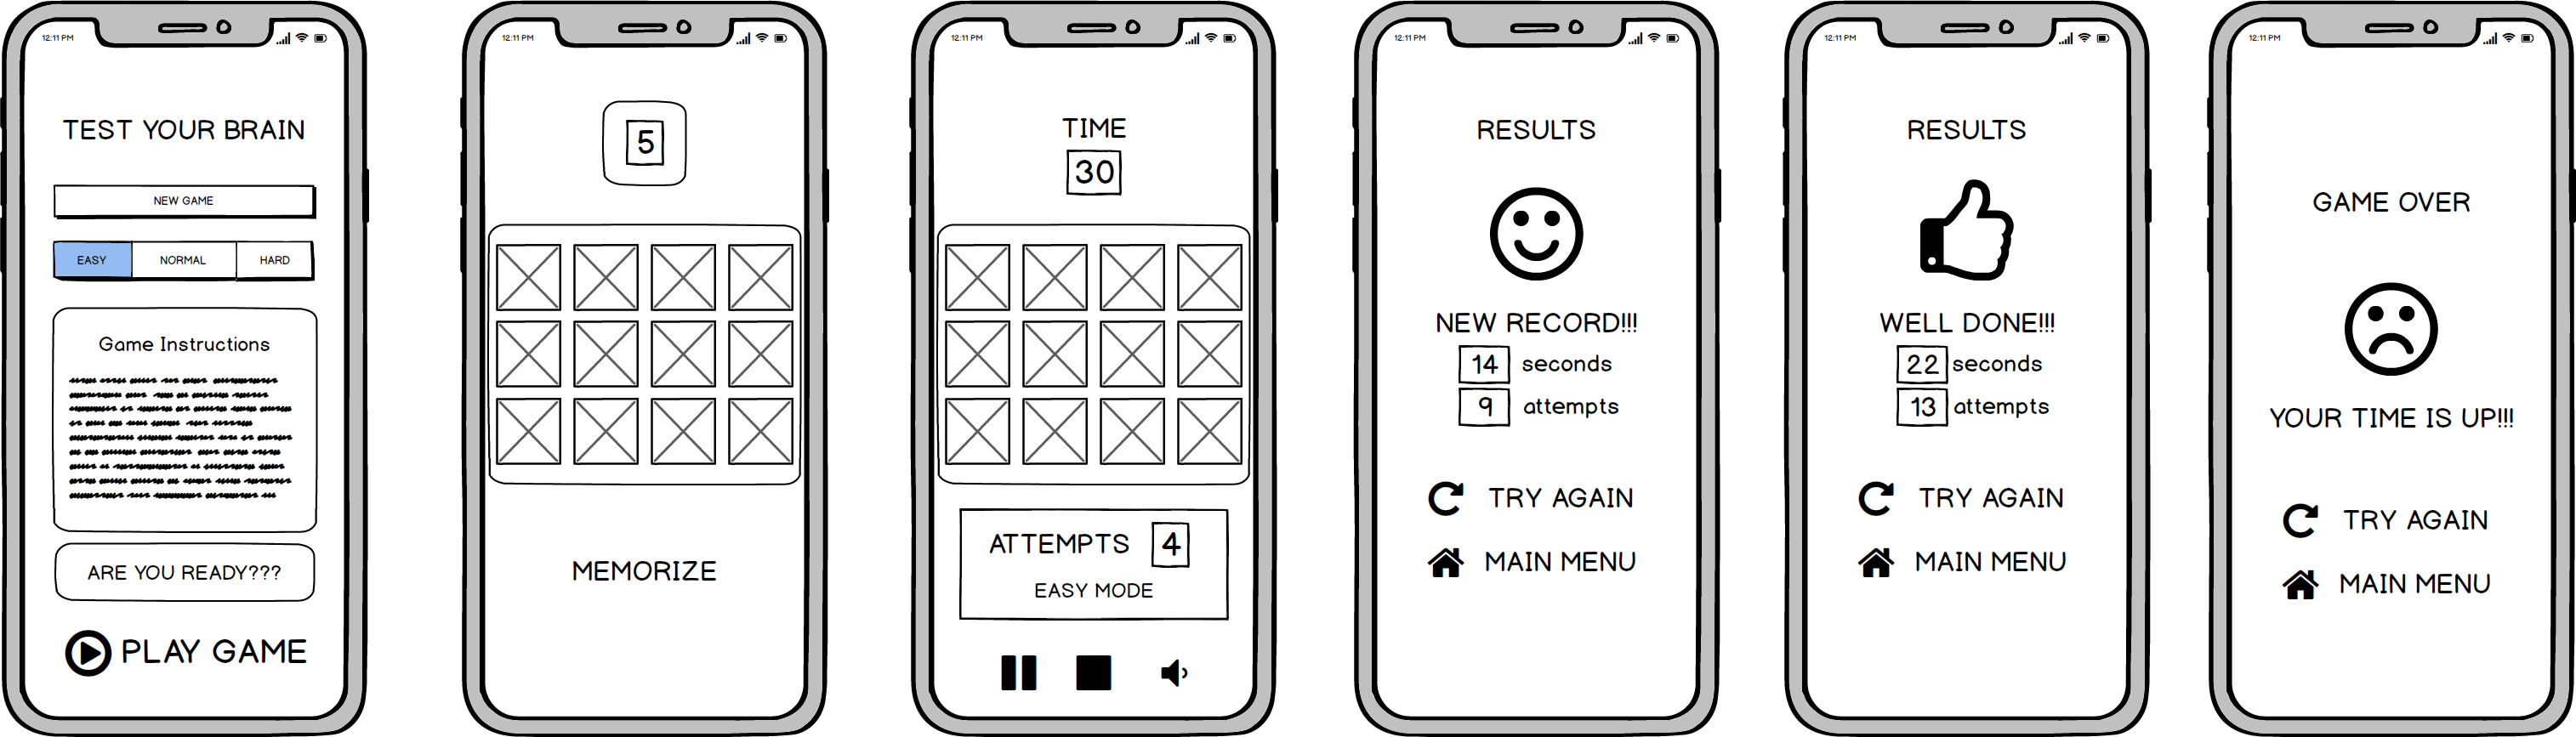 12:11 PM
TEST YOUR BRAIN
NEW GAME
EASY NORMAL HARD
Game Instructions
ARE YOU READY???
PLAY GAME
12:11 PM
5
MEMORIZE
12:11 PM
TIME
30
ATTEMPTS 4
EASY MODE
12:11 PM
RESULTS
NEW RECORD!!!
14 seconds
9 attempts
TRY AGAIN
MAIN MENU
12:11 PM
RESULTS
WELL DONE!!!
22 seconds
13 attempts
TRY AGAIN
MAIN MENU
12:11 PM
GAME OVER
YOUR TIME IS UP!!!
TRY AGAIN
MAIN MENU